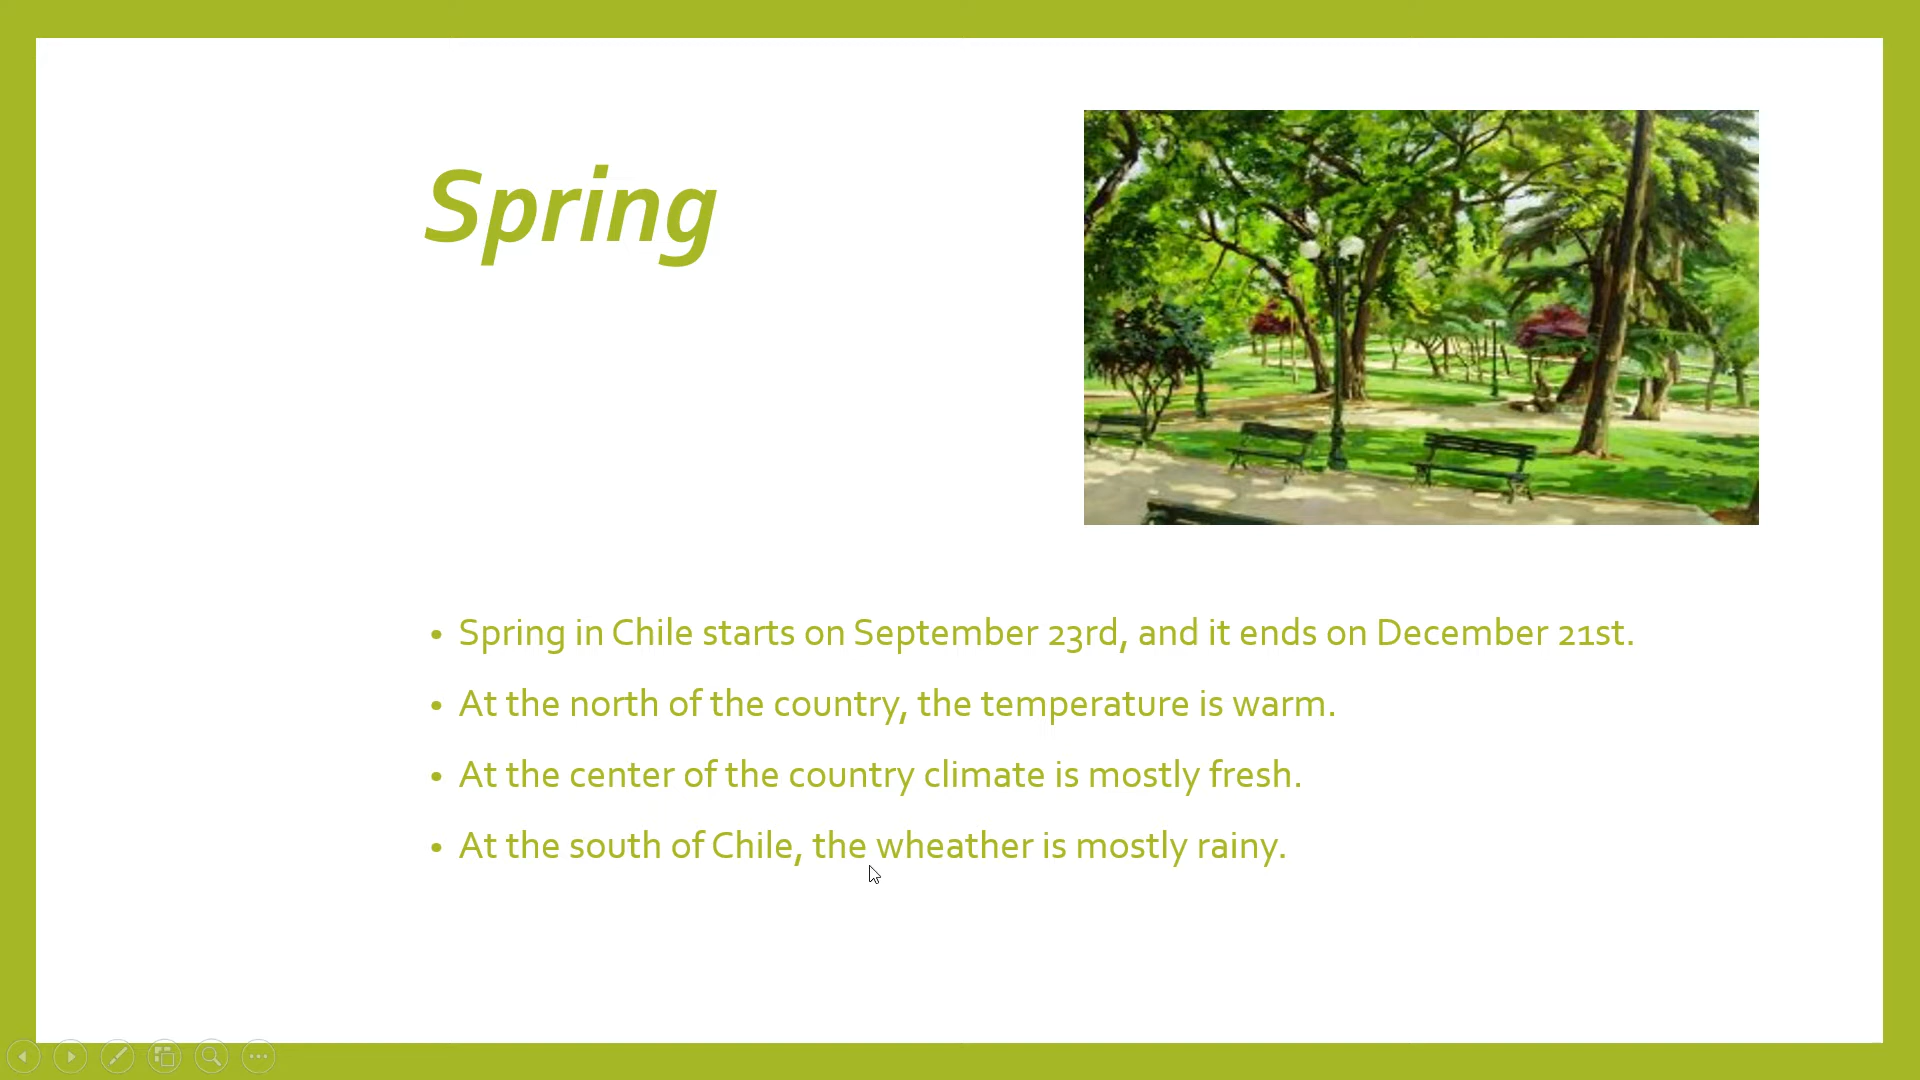 Spring
• Spring in Chile starts on September 23rd, and it ends on December 21st.
• At the north of the country, the temperature is warm.
• At the center of the country climate is mostly fresh.
• At the south of Chile, the wheather is mostly rainy.